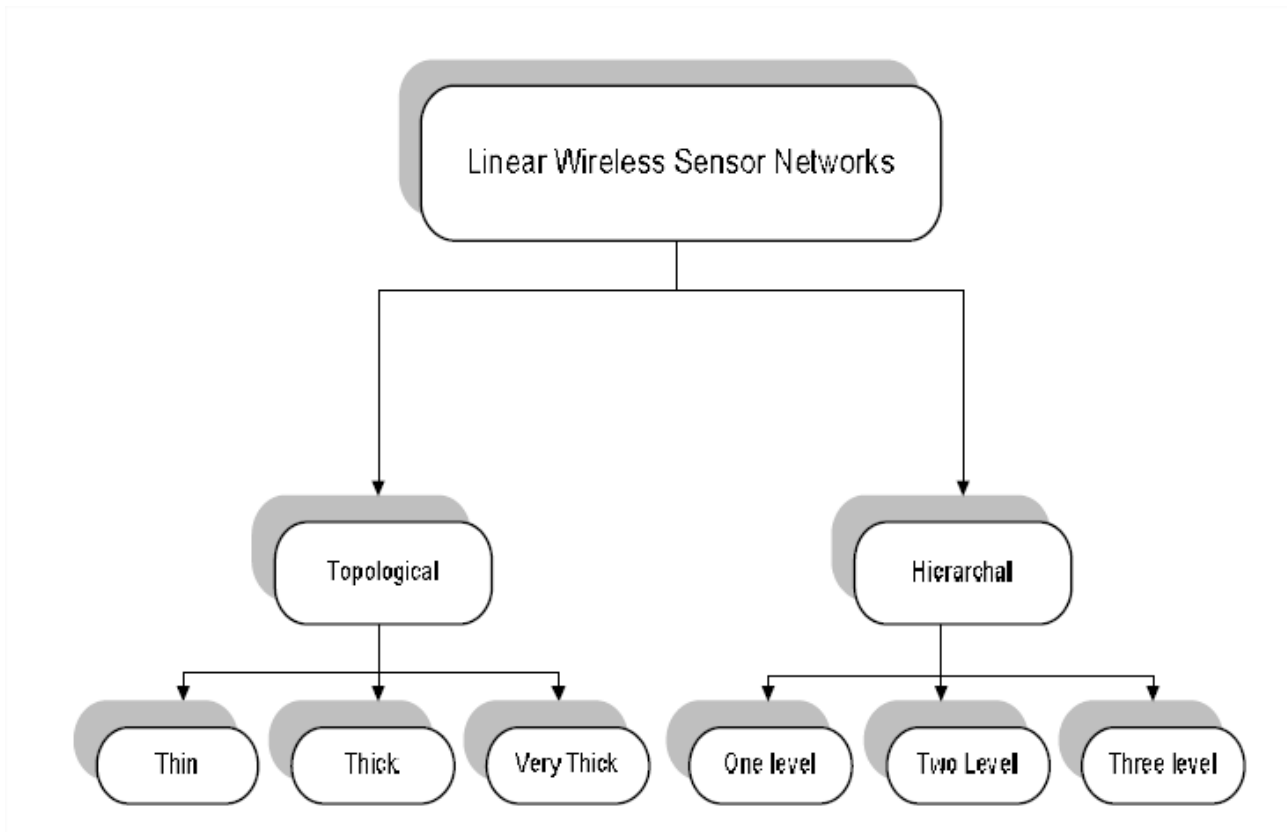 Linear Wireless Sensor Networks
Topological
Hierarchal
Thin
Thick
Very Thick
One level
Two Level
Three level